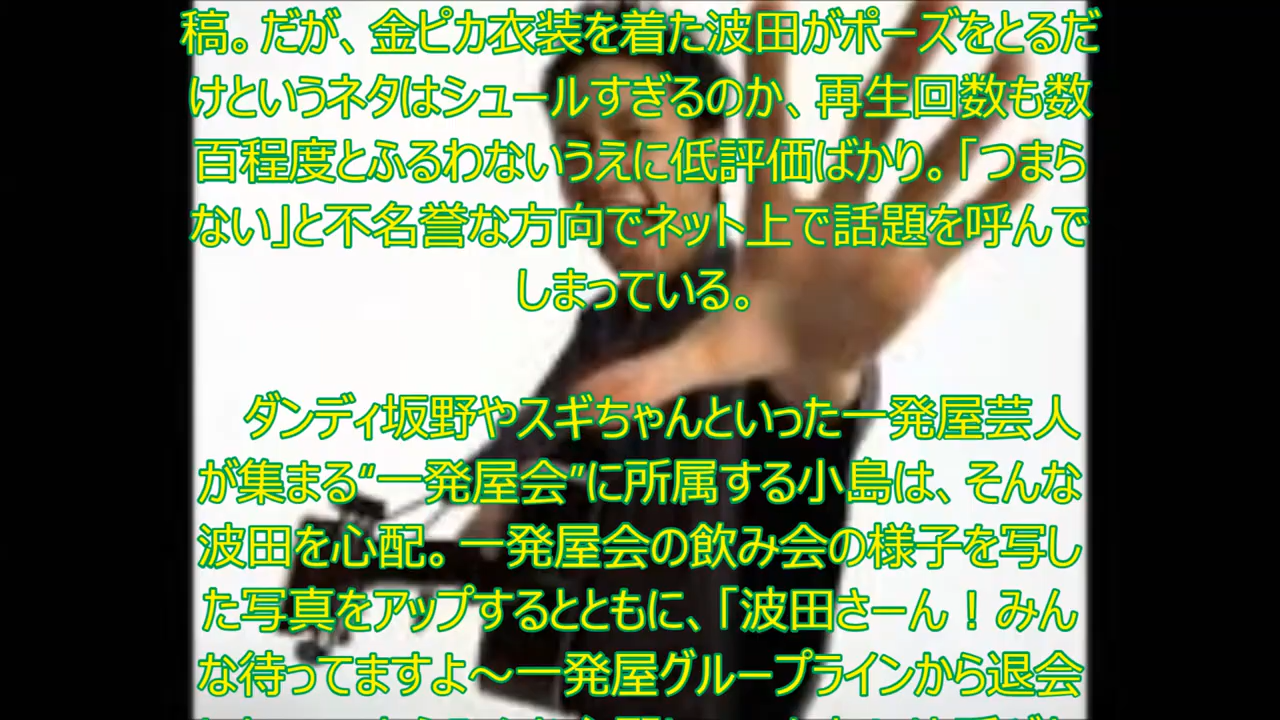 稿。だが、金ピカ衣装を着た波田がポーズをとるだ
けというネタはシュールすぎるのか、再生回数も数
百程度とふるわないうえに低評価ばかり。「つまら
ない」と不名誉な方向でネット上で話題を呼んで
しまっている。
ダンディ坂野やスギちゃんといった一発屋芸人
が集まる“一発屋会”に所属する小島は、そんな
波田を心配。一発屋会の飲み会の様子を写し
た写真をアップするとともに、「波田さーん！みん
な待ってますよ～一発屋グループラインから退会